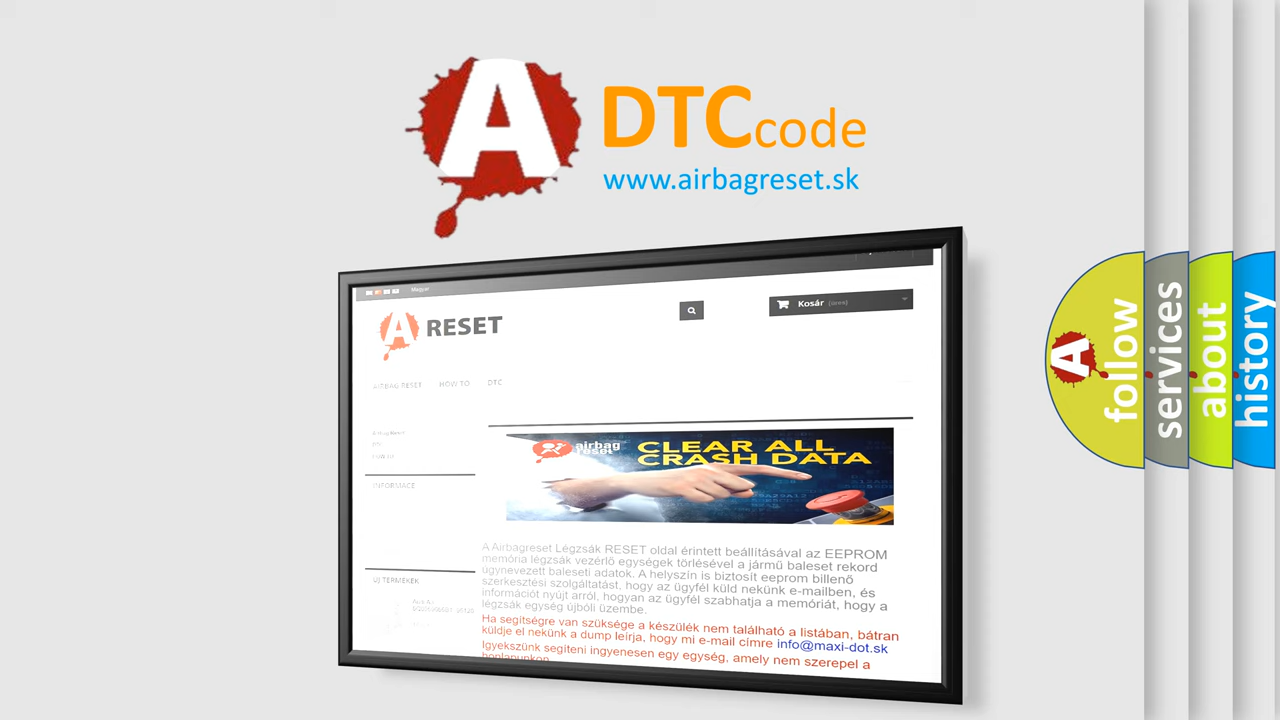 A
DTC code
www.airbagreset.sk
Magyar
A RESET
Kosár (üres)
AIRBAG RESET HOW TO DTC
INFORMACE
ÚJ TERMÉKEK
airbag
reset
CLEAR ALL
CRASH DATA
A Airbagreset Légzsák RESET oldal érintett beállításával az EEPROM
memória légzsák vezérlő egységek törlésével a jármű baleset rekord
úgynevezett baleseti adatok. A helyszín is biztosít eeprom billenő
szerkesztési szolgáltatást, hogy az ügyfél küld nekünk e-mailben, és
információt nyújt arról, hogyan az ügyfél szabhatja a memóriát, hogy a
légzsák egység újbóli üzembe.
Ha segítségre van szüksége a készülék nem található a listában, bátran
küldje el nekünk a dump leírja, hogy mi e-mail címre info@maxi-dot.sk
Igyekszünk segíteni ingyenesen egy egység, amely nem szerepel a
honlapunkon
A
follow
services
about
history